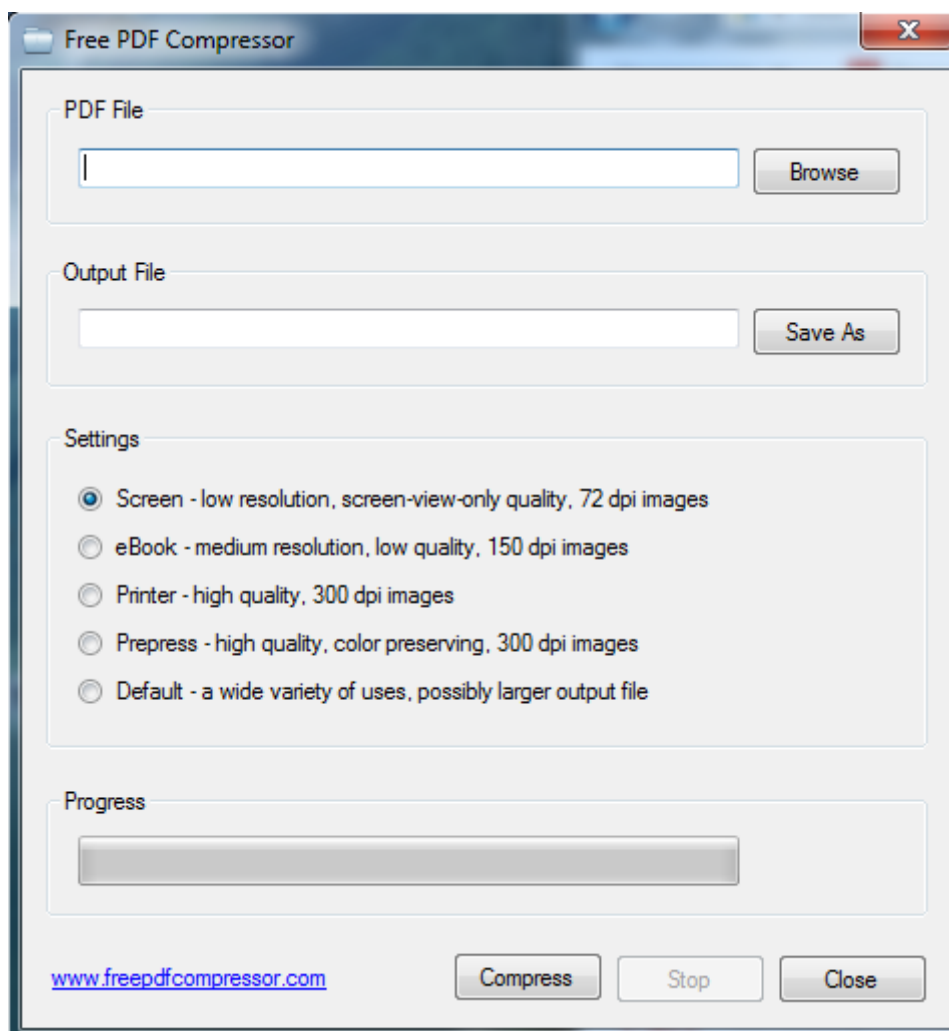 Free PDF Compressor
PDF File
Browse
Output File
Save As
Settings
Screen - low resolution, screen-view-only quality, 72 dpi images
eBook - medium resolution, low quality, 150 dpi images
Printer - high quality, 300 dpi images
Prepress - high quality, color preserving, 300 dpi images
Default - a wide variety of uses, possibly larger output file
Progress
www.freepdfcompressor.com Compress Stop Close